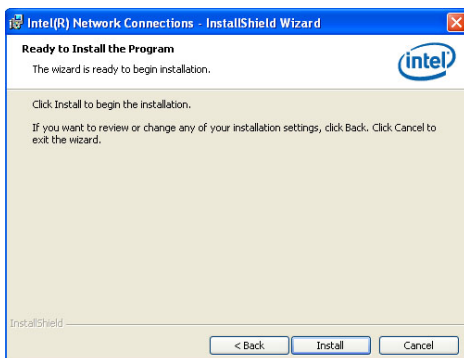 Intel(R) Network Connections - InstallShield Wizard
Ready to Install the Program
The wizard is ready to begin installation.
intel
Click Install to begin the installation.
If you want to review or change any of your installation settings, click Back. Click Cancel to
exit the wizard.
InstallShield
< Back Install Cancel